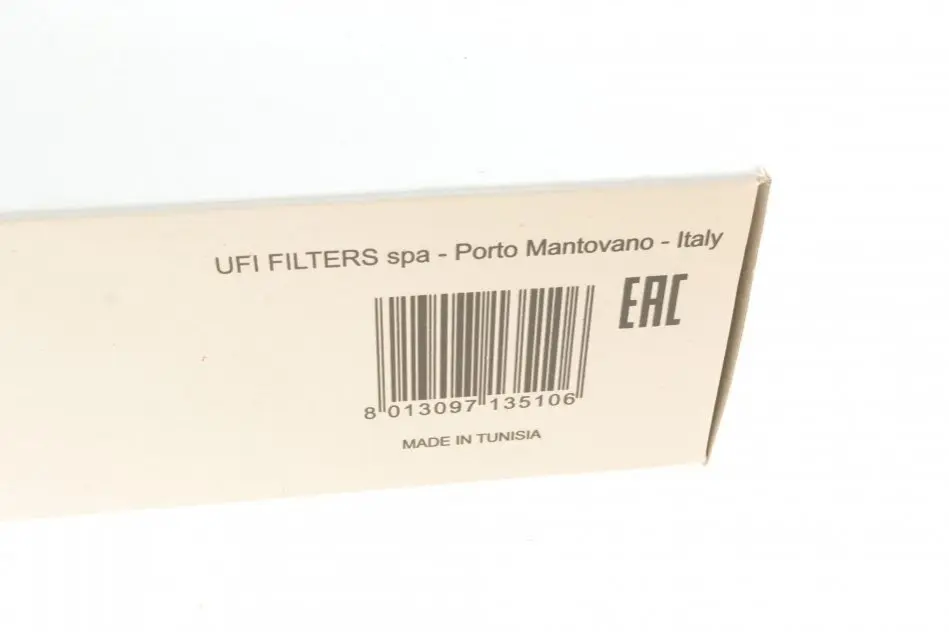 UFI FILTERS spa - Porto Mantovano - Italy
EAC
8 013097 135106
MADE IN TUNISIA